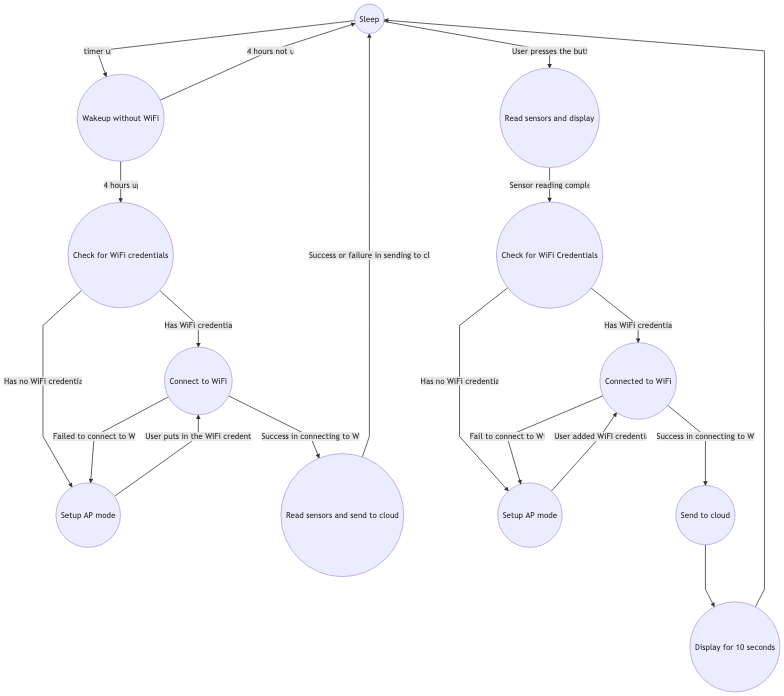 Sleep
timer u
4 hours not u
User presses the but
Wakeup without WiFi
Read sensors and display
4 hours up
Sensor reading comple
Check for WiFi credentials
Success or failure in sending to cl
Check for WiFi Credentials
Has WiFi credentia
Has WiFi credentia
Has no WiFi credentia
Connect to WiFi
Has no WiFi credentia
Connected to WiFi
Failed to connect to W
User puts in the WiFi credent
Success in connecting to W
Fail to connect to W
User added WiFi credentia
Success in connecting to W
Setup AP mode
Read sensors and send to cloud
Setup AP mode
Send to cloud
Display for 10 seconds